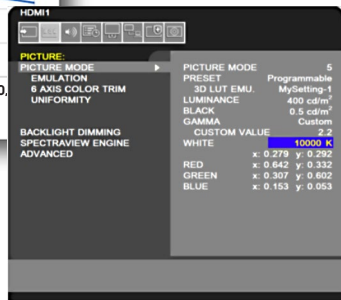 HDMI1
PICTURE:
PICTURE MODE
EMULATION
6 AXIS COLOR TRIM
UNIFORMITY
BACKLIGHT DIMMING
SPECTRAVIEW ENGINE
ADVANCED
PICTURE MODE 5
PRESET Programmable
3D LUT EMU. MySetting-1
LUMINANCE 400 cd/m²
BLACK 0.5 cd/m²
GAMMA Custom
CUSTOM VALUE 2.2
WHITE 10000 K
x: 0.279 y: 0.292
RED x: 0.642 y: 0.332
GREEN x: 0.307 y: 0.602
BLUE x: 0.153 y: 0.053